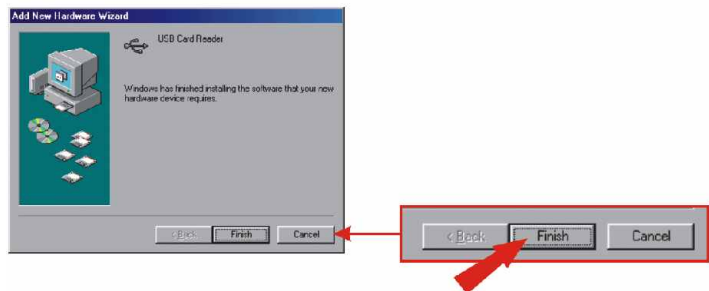 Add New Hardware Wizard
USB Card Reader
Windows has finished installing the software that your new
hardware device requires.
< Back
Finish
Cancel
< Back
Finish
Cancel